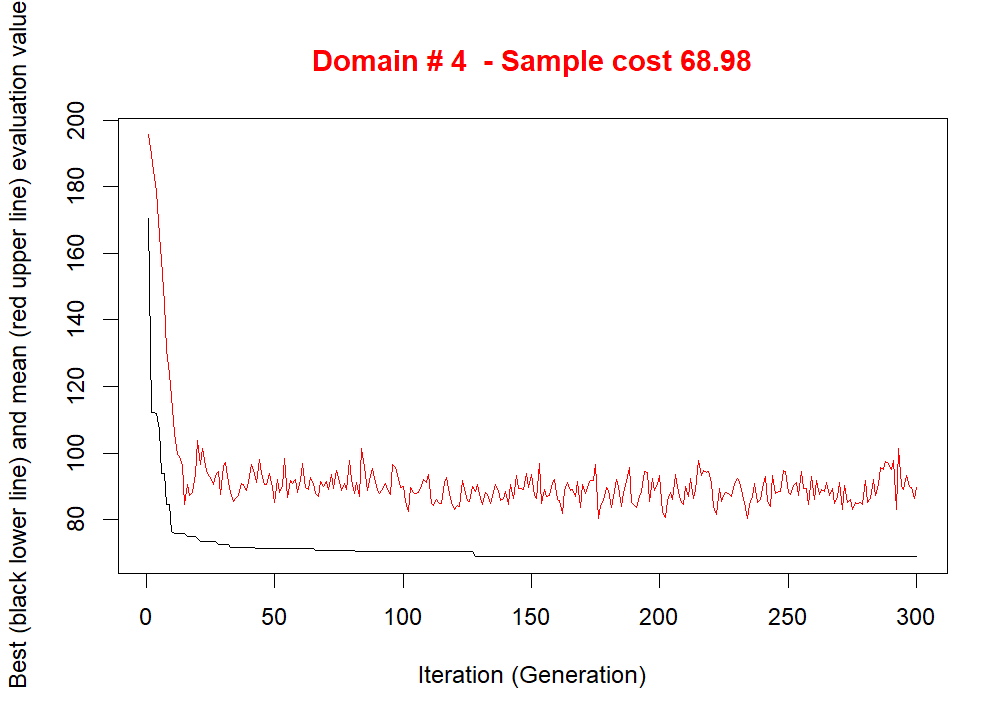 Domain # 4  - Sample cost 68.98
Best (black lower line) and mean (red upper line) evaluation value
200
180
160
140
120
100
80
0 50 100 150 200 250 300
Iteration (Generation)